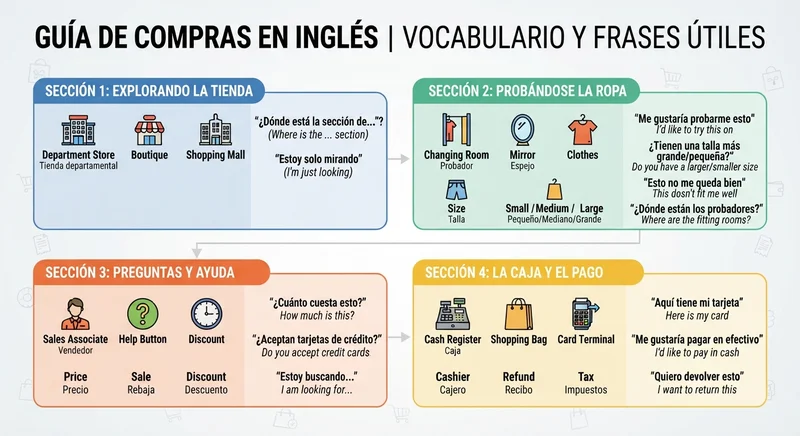 GUÍA DE COMPRAS EN INGLÉS | VOCABULARIO Y FRASES ÚTILES
SECCIÓN 1: EXPLORANDO LA TIENDA
Department Store
Tienda departamental
Boutique
Shopping Mall
“¿Dónde está la sección de...”?
(Where is the ... section)
“Estoy solo mirando”
(I'm just looking)
SECCIÓN 2: PROBÁNDOSE LA ROPA
Changing Room
Probador
Mirror
Espejo
Clothes
Size
Talla
Small / Medium / Large
Pequeño/Mediano/Grande
“Me gustaría probarme esto”
I'd like to try this on
¿Tienen una talla más
grande/pequeña?”
Do you have a larger/smaller size
“Esto no me queda bien”
This dosn't fit me well
“¿Dónde están los probadores?”
Where are the fitting rooms?
SECCIÓN 3: PREGUNTAS Y AYUDA
Sales Associate
Vendedor
Help Button
Discount
Price
Precio
Sale
Rebaja
Discount
Descuento
“¿Cuánto cuesta esto?”
How much is this?
“¿Aceptan tarjetas de crédito?”
Do you accept credit cards
“Estoy buscando...”
I am looking for...
SECCIÓN 4: LA CAJA Y EL PAGO
Cash Register
Caja
Shopping Bag
Card Terminal
Cashier
Cajero
Refund
Recibo
Tax
Impuestos
“Aquí tiene mi tarjeta”
Here is my card
“Me gustaría pagar en efectivo”
I'd like to pay in cash
“Quiero devolver esto”
I want to return this